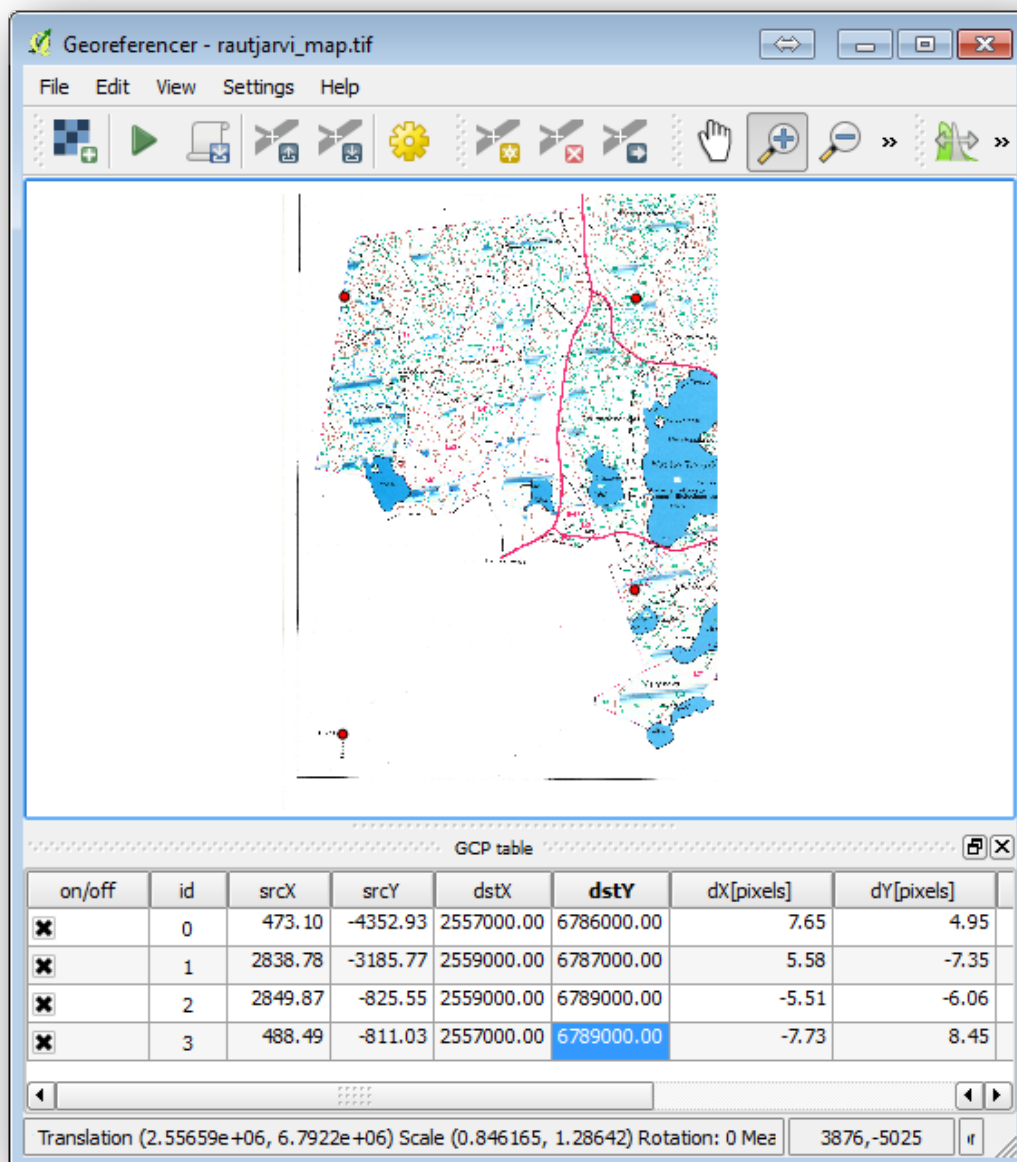 Georeferencer - rautjarvi_map.tif
File Edit View Settings Help
GCP table
on/off id srcX srcY dstX dstY dX[pixels] dY[pixels]
0 473.10 -4352.93 2557000.00 6786000.00 7.65 4.95
1 2838.78 -3185.77 2559000.00 6787000.00 5.58 -7.35
2 2849.87 -825.55 2559000.00 6789000.00 -5.51 -6.06
3 488.49 -811.03 2557000.00 6789000.00 -7.73 8.45
Translation (2.55659e+06, 6.7922e+06) Scale (0.846165, 1.28642) Rotation: 0 Mea 3876,-5025